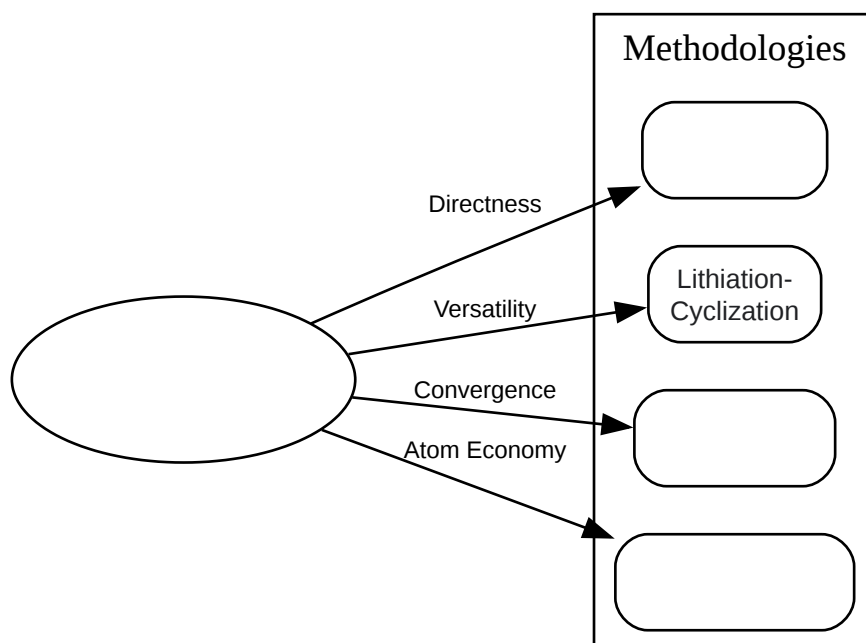 Methodologies
Directness
Versatility
Lithiation-
Cyclization
Convergence
Atom Economy